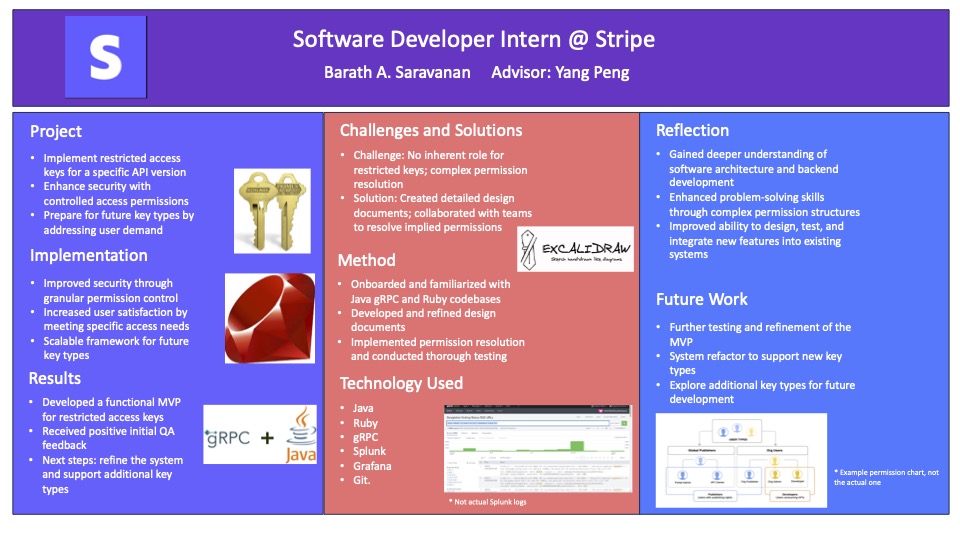 S
Software Developer Intern @ Stripe
Barath A. Saravanan Advisor: Yang Peng
Project
• Implement restricted access
keys for a specific API version
• Enhance security with
controlled access permissions
• Prepare for future key types by
addressing user demand
Implementation
• Improved security through
granular permission control
• Increased user satisfaction by
meeting specific access needs
• Scalable framework for future
key types
Results
• Developed a functional MVP
for restricted access keys
• Received positive initial QA
feedback
• Next steps: refine the system
and support additional key
types
gRPC + Java
Challenges and Solutions
• Challenge: No inherent role for
restricted keys; complex permission
resolution
• Solution: Created detailed design
documents; collaborated with teams
to resolve implied permissions
EXCALIDRAW
Sketch handdrawn like diagrams
Method
• Onboarded and familiarized with
Java gRPC and Ruby codebases
• Developed and refined design
documents
• Implemented permission resolution
and conducted thorough testing
Technology Used
• Java
• Ruby
• gRPC
• Splunk
• Grafana
• Git.
* Not actual Splunk logs
Reflection
• Gained deeper understanding of
software architecture and backend
development
• Enhanced problem-solving skills
through complex permission structures
• Improved ability to design, test, and
integrate new features into existing
systems
Future Work
• Further testing and refinement of the
MVP
• System refactor to support new key
types
• Explore additional key types for future
development
Global Publishers
Org Users
Publishers
Developers
* Example permission chart, not
the actual one